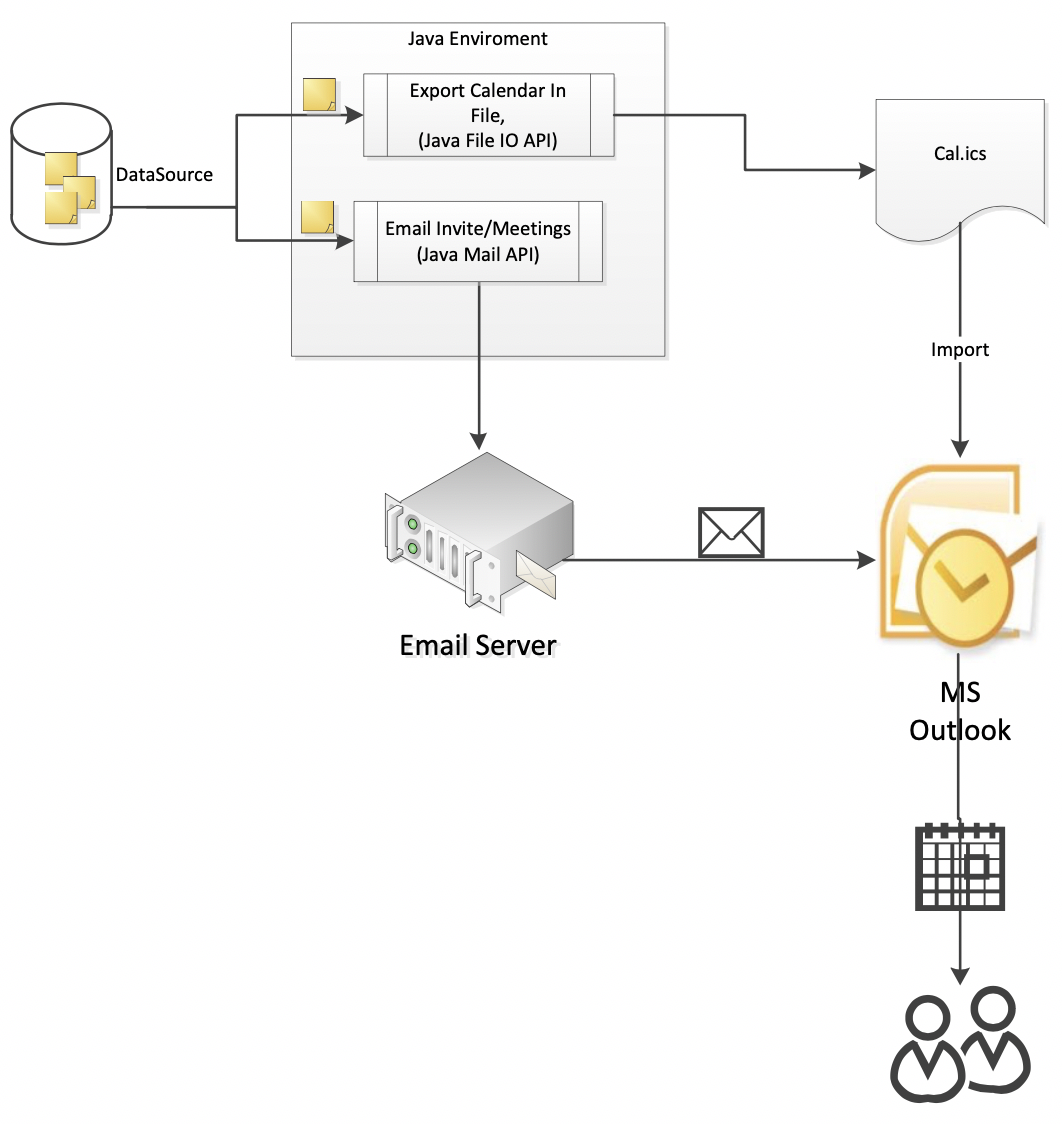 Java Enviroment
Export Calendar In
File,
(Java File IO API)
Cal.ics
DataSource
Email Invite/Meetings
(Java Mail API)
Import
Email Server
MS
Outlook